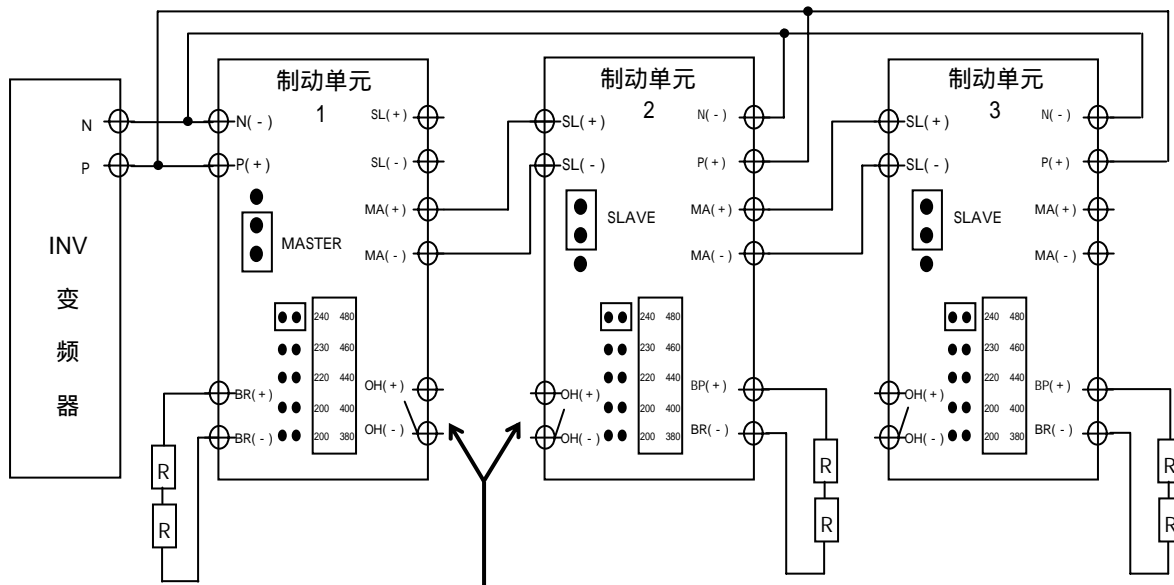 N
P
INV
变
频
器
制动单元
1
N(-)
P(+)
SL(+)
SL(-)
MA(+)
MA(-)
MASTER
240 480
230 460
220 440
200 400
200 380
BR(+)
BR(-)
OH(+)
OH(-)
R
R
制动单元
2
SL(+)
SL(-)
N(-)
P(+)
MA(+)
MA(-)
SLAVE
240 480
230 460
220 440
200 400
200 380
OH(+)
OH(-)
BP(+)
BR(-)
R
R
制动单元
3
SL(+)
SL(-)
N(-)
P(+)
MA(+)
MA(-)
SLAVE
240 480
230 460
220 440
200 400
200 380
OH(+)
OH(-)
BP(+)
BR(-)
R
R